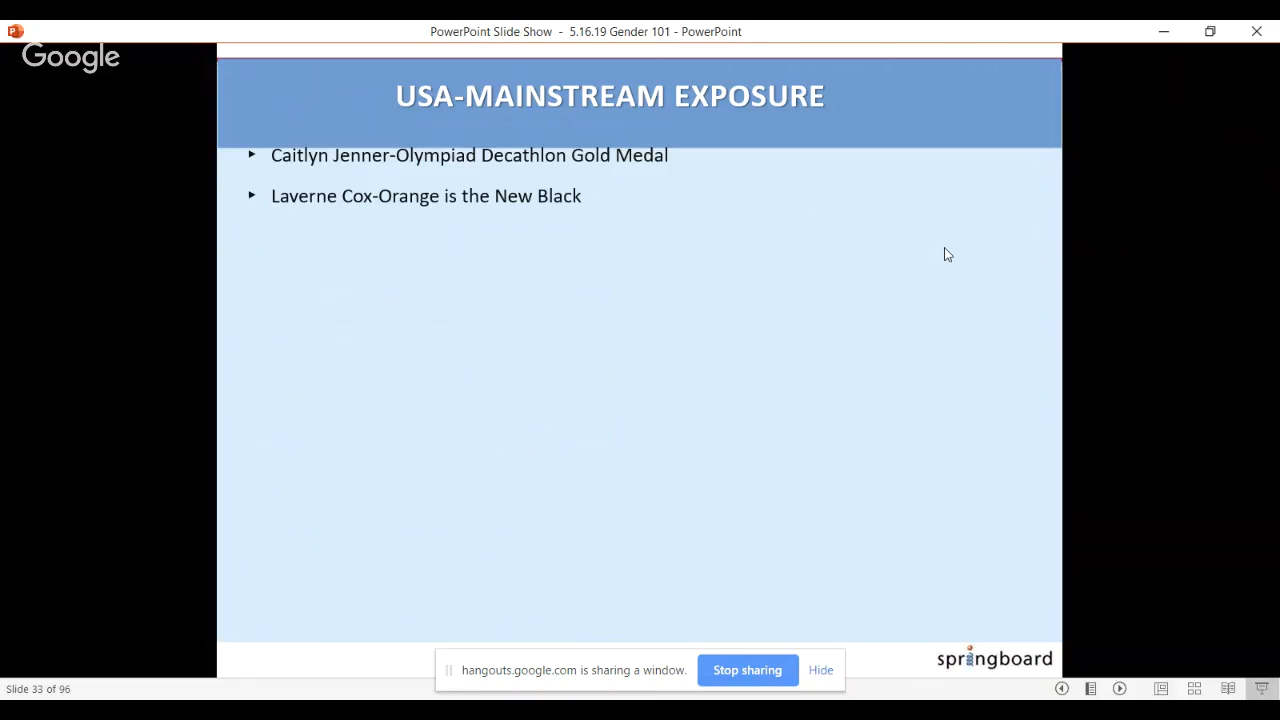 PowerPoint Slide Show - 5.16.19 Gender 101 - PowerPoint
Google
USA-MAINSTREAM EXPOSURE
Caitlyn Jenner-Olympiad Decathlon Gold Medal
Laverne Cox-Orange is the New Black
springboard
hangouts.google.com is sharing a window. Stop sharing Hide
Slide 33 of 96